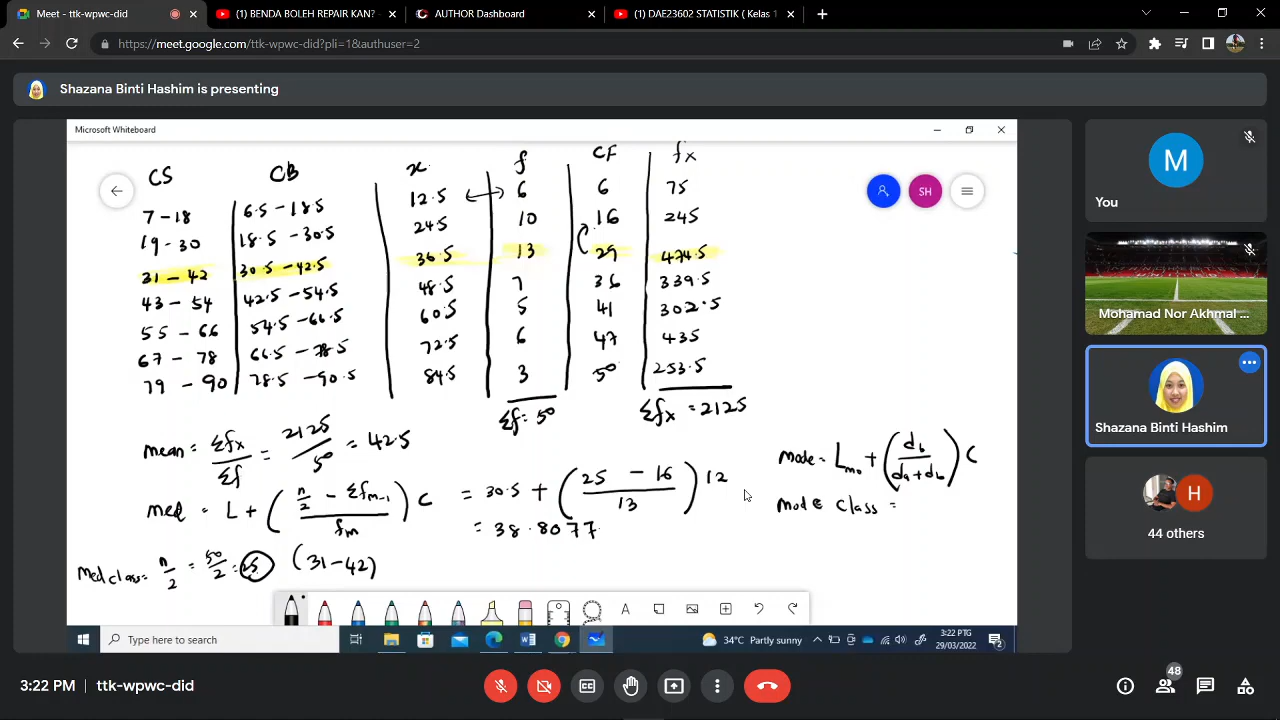 Meet - ttk-wpwc-did
(1) BENDA BOLEH REPAIR KAN? -
AUTHOR Dashboard
(1) DAE23602 STATISTIK ( Kelas 1
https://meet.google.com/ttk-wpwc-did?pli=1&authuser=2
Shazana Binti Hashim is presenting
Microsoft Whiteboard
SH
CS CB x f CF fx
7-18 6.5-18.5 12.5 6 6 75
19-30 18.5-30.5 24.5 10 16 245
31-42 30.5-42.5 36.5 13 29 474.5
43-54 42.5-54.5 48.5 7 36 339.5
55-66 54.5-66.5 60.5 5 41 302.5
67-78 66.5-78.5 72.5 6 47 435
79-90 78.5-90.5 84.5 3 50 253.5
Σf = 50 Σfx = 2125
mean = Σfx/Σf = 2125/50 = 42.5
mode = Lmo + (db/(da+db)) C
med = L + ((n/2 - Σfm-1)/fm) C = 30.5 + ((25 - 16)/13) 12
mode class =
= 38.8077
Med class = n/2 = 50/2 = 25 (31-42)
A
Type here to search
34°C Partly sunny
3:22 PTG
29/03/2022
2
M
You
Mohamad Nor Akhmal ...
Shazana Binti Hashim
H
44 others
3:22 PM
ttk-wpwc-did
48